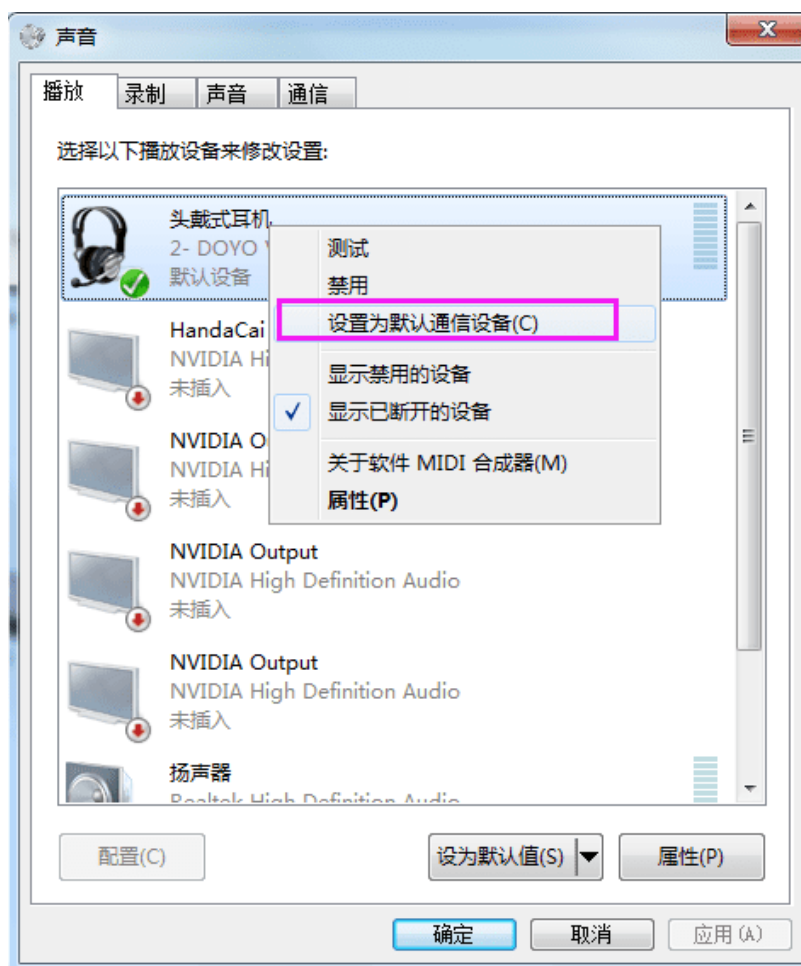 声音
播放 录制 声音 通信
选择以下播放设备来修改设置:
头戴式耳机
2- DOYO
默认设备
测试
禁用
设置为默认通信设备(C)
显示禁用的设备
显示已断开的设备
关于软件 MIDI 合成器(M)
属性(P)
HandaCai
NVIDIA Hi
未插入
NVIDIA O
NVIDIA Hi
未插入
NVIDIA Output
NVIDIA High Definition Audio
未插入
NVIDIA Output
NVIDIA High Definition Audio
未插入
扬声器
Realtek High Definition Audio
配置(C) 设为默认值(S) 属性(P)
确定 取消 应用(A)